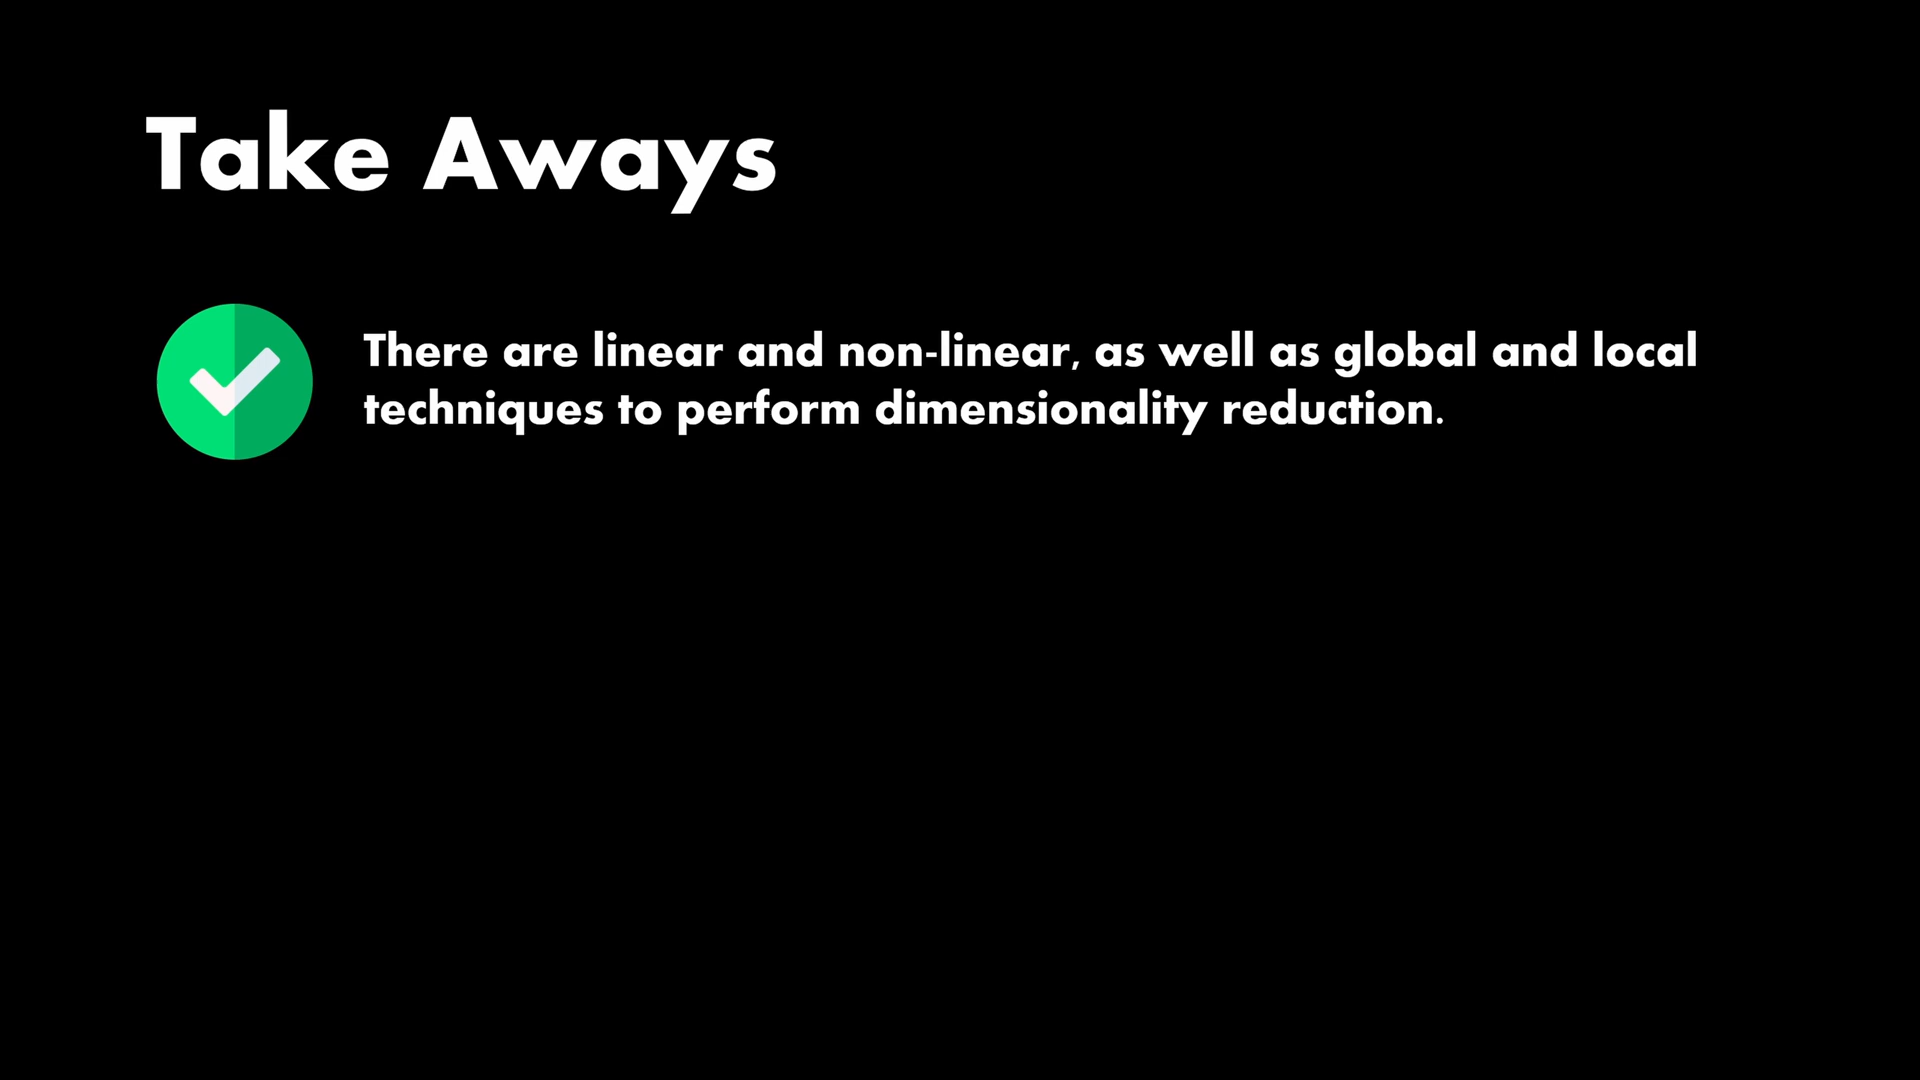 Take Aways
There are linear and non-linear, as well as global and local
techniques to perform dimensionality reduction.